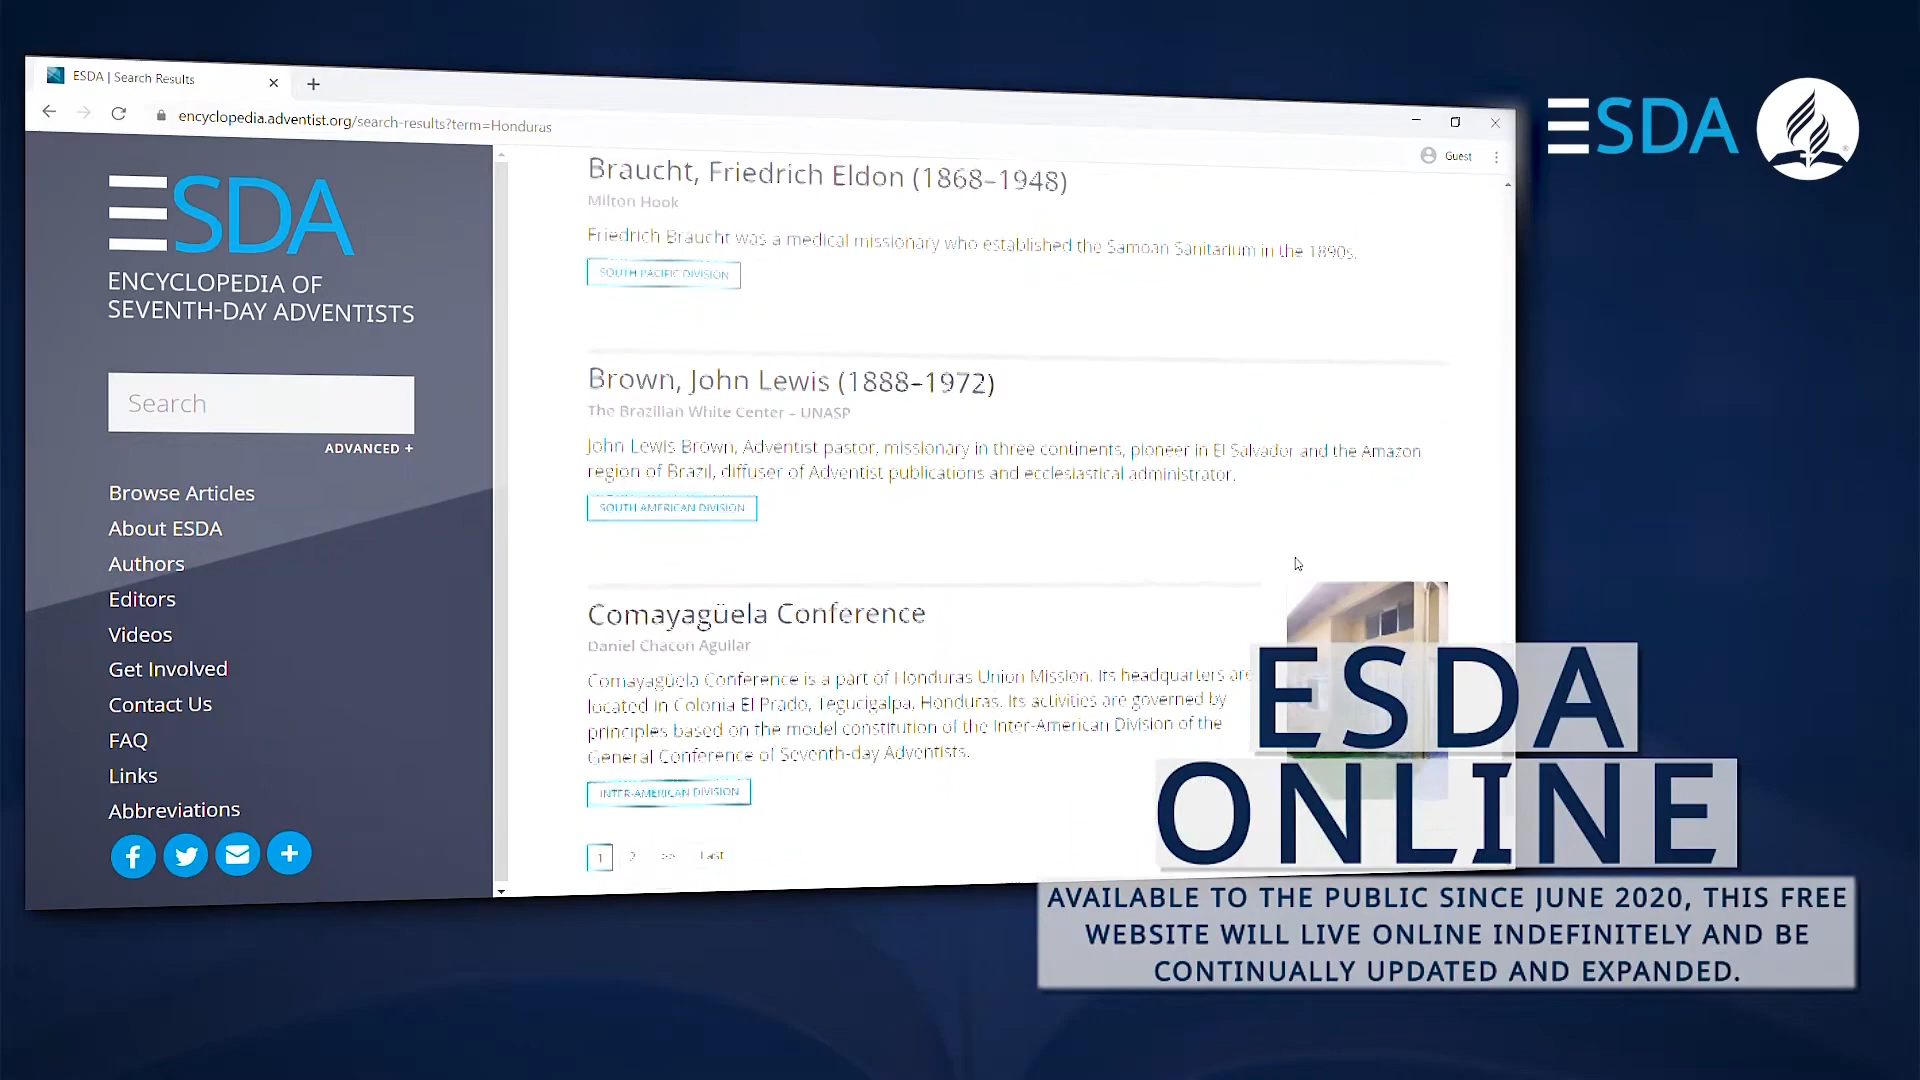 ESDA | Search Results
encyclopedia.adventist.org/search-results?term=Honduras
Guest
ESDA
ESDA
ENCYCLOPEDIA OF
SEVENTH-DAY ADVENTISTS
Search
ADVANCED +
Browse Articles
About ESDA
Authors
Editors
Videos
Get Involved
Contact Us
FAQ
Links
Abbreviations
Braucht, Friedrich Eldon (1868–1948)
Milton Hook
Friedrich Braucht was a medical missionary who established the Samoan Sanitarium in the 1890s.
SOUTH PACIFIC DIVISION
Brown, John Lewis (1888–1972)
The Brazilian White Center – UNASP
John Lewis Brown, Adventist pastor, missionary in three continents, pioneer in El Salvador and the Amazon
region of Brazil, diffuser of Adventist publications and ecclesiastical administrator.
SOUTH AMERICAN DIVISION
Comayagüela Conference
Daniel Chacon Aguilar
Comayagüela Conference is a part of Honduras Union Mission. Its headquarters are
located in Colonia El Prado, Tegucigalpa, Honduras. Its activities are governed by
principles based on the model constitution of the Inter-American Division of the
General Conference of Seventh-day Adventists.
INTER-AMERICAN DIVISION
1 2 >> Last
ESDA
ONLINE
AVAILABLE TO THE PUBLIC SINCE JUNE 2020, THIS FREE
WEBSITE WILL LIVE ONLINE INDEFINITELY AND BE
CONTINUALLY UPDATED AND EXPANDED.